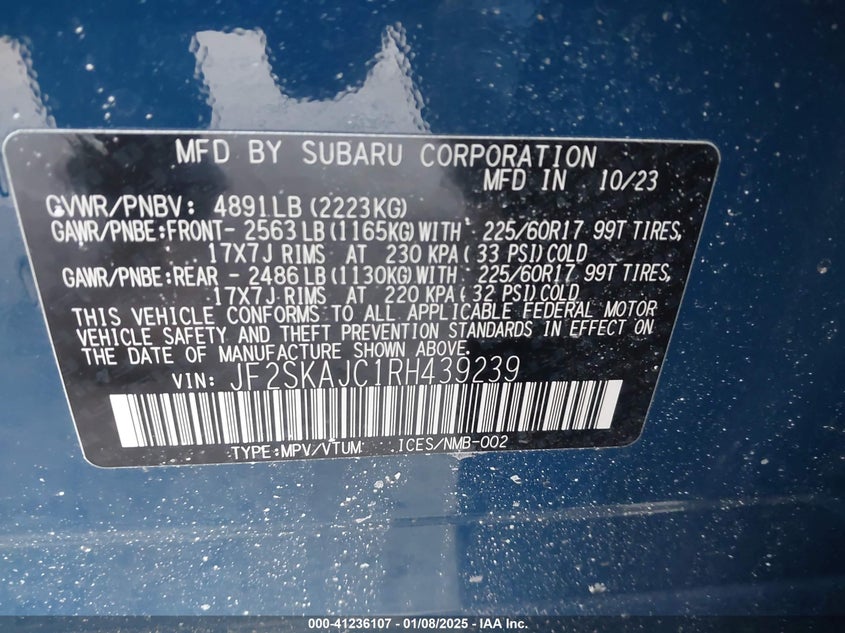 MFD BY SUBARU CORPORATION
MFD IN 10/23
GVWR/PNBV: 4891LB (2223KG)
GAWR/PNBE:FRONT- 2563 LB (1165KG) WITH 225/60R17 99T TIRES,
17X7J RIMS AT 230 KPA ( 33 PSI) COLD
GAWR/PNBE:REAR - 2486 LB (1130KG) WITH 225/60R17 99T TIRES,
17X7J RIMS AT 220 KPA ( 32 PSI) COLD
THIS VEHICLE CONFORMS TO ALL APPLICABLE FEDERAL MOTOR
VEHICLE SAFETY AND THEFT PREVENTION STANDARDS IN EFFECT ON
THE DATE OF MANUFACTURE SHOWN ABOVE.
VIN: JF2SKAJC1RH439239
TYPE:MPV/VTUM ICES/NMB-002
000-41236107 - 01/08/2025 - IAA Inc.